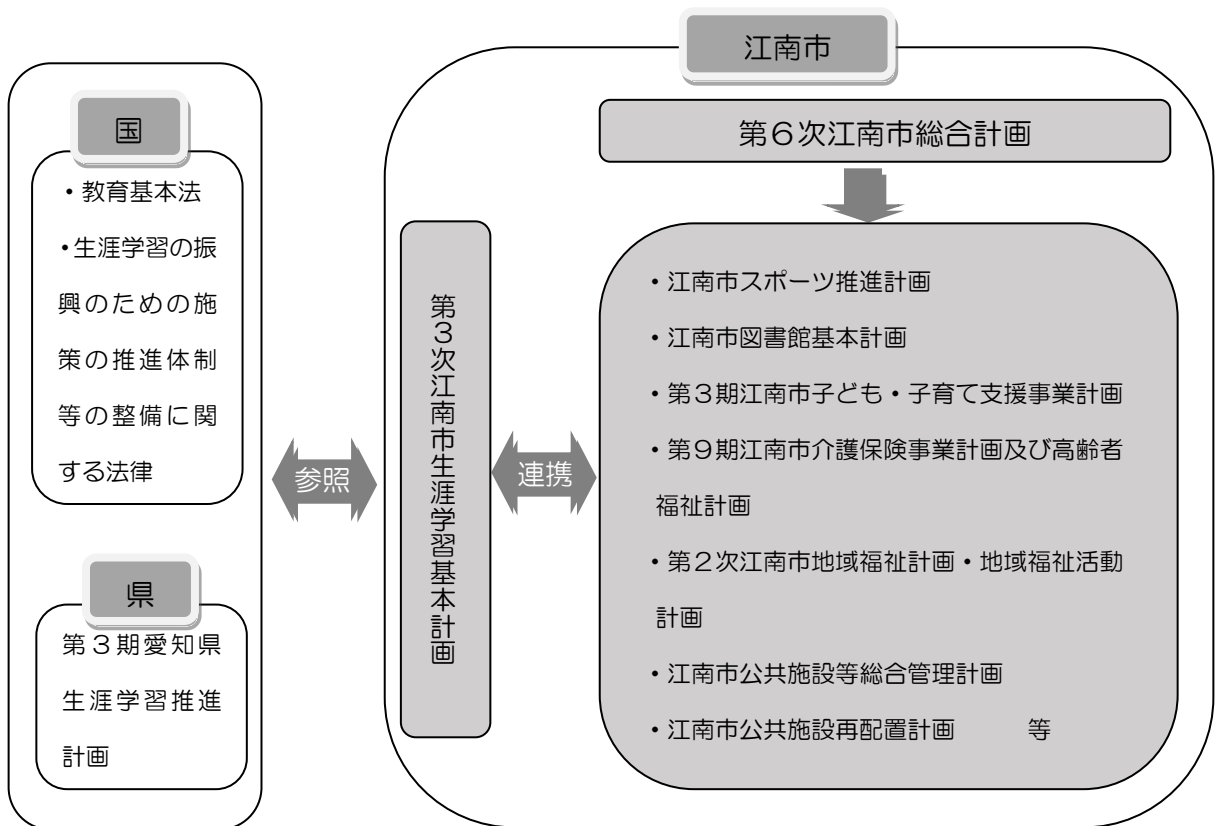 国
・教育基本法
・生涯学習の振
興のための施
策の推進体制
等の整備に関
する法律
県
第３期愛知県
生涯学習推進
計画
参照
江南市
第６次江南市総合計画
第３次江南市生涯学習基本計画
連携
・江南市スポーツ推進計画
・江南市図書館基本計画
・第３期江南市子ども・子育て支援事業計画
・第９期江南市介護保険事業計画及び高齢者
福祉計画
・第２次江南市地域福祉計画・地域福祉活動
計画
・江南市公共施設等総合管理計画
・江南市公共施設再配置計画　　　等